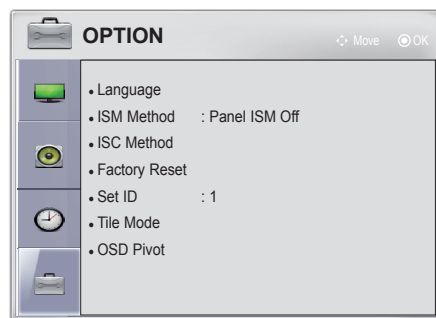 OPTION
Move OK
Language
ISM Method : Panel ISM Off
ISC Method
Factory Reset
Set ID : 1
Tile Mode
OSD Pivot